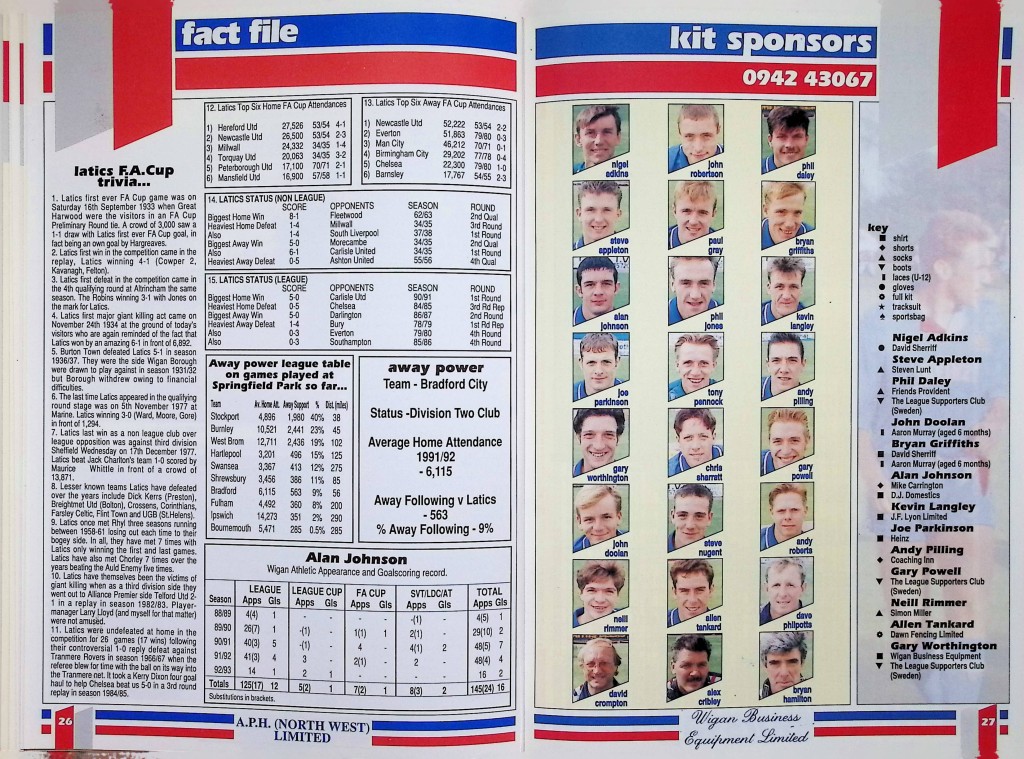 fact file
latics F.A.Cup
trivia...
1. Latics first ever FA Cup game was on
Saturday 16th September 1933 when Great
Harwood were the visitors in an FA Cup
Preliminary Round tie. A crowd of 3,000 saw a
1-1 draw with Latics first ever FA Cup goal, in
fact being an own goal by Hargreaves.
2. Latics first win in the competition came in the
replay, Latics winning 4-1 (Cowper 2,
Kavanagh, Felton).
3. Latics first defeat in the competition came in
the 4th qualifying round at Altrincham the same
season. The Robins winning 3-1 with Jones on
the mark for Latics.
4. Latics first major giant killing act came on
November 24th 1934 at the ground of today's
visitors who are again reminded of the fact that
Latics won by an amazing 6-1 in front of 6,892.
5. Burton Town defeated Latics 5-1 in season
1936/37. They were the side Wigan Borough
were drawn to play against in season 1931/32
but Borough withdrew owing to financial
difficulties.
6. The last time Latics appeared in the qualifying
round stage was on 5th November 1977 at
Marine. Latics winning 3-0 (Ward, Moore, Gore)
in front of 1,294.
7. Latics last win as a non league club over
league opposition was against third division
Sheffield Wednesday on 17th December 1977.
Latics beat Jack Charlton's team 1-0 scored by
Maurice Whittle in front of a crowd of
13,871.
8. Lesser known teams Latics have defeated
over the years include Dick Kerrs (Preston),
Breightmet Utd (Bolton), Crossens, Corinthians,
Farsley Celtic, Flint Town and UGB (St.Helens).
9. Latics once met Rhyl three seasons running
between 1958-61 losing out each time to their
bogey side. In all, they have met 7 times with
Latics only winning the first and last games.
Latics have also met Chorley 7 times over the
years beating the Auld Enemy five times.
10. Latics have themselves been the victims of
giant killing when as a third division side they
went out to Alliance Premier side Telford Utd 2-
1 in a replay in season 1982/83. Player-
manager Larry Lloyd (and myself for that matter)
were not amused.
11. Latics were undefeated at home in the
competition for 26 games (17 wins) following
their controversial 1-0 reply defeat against
Tranmere Rovers in season 1966/67 when the
referee blew for time with the ball on its way into
the Tranmere net. It took a Kerry Dixon four goal
haul to help Chelsea beat us 5-0 in a 3rd round
replay in season 1984/85.
12. Latics Top Six Home FA Cup Attendances
1) Hereford Utd 27,526 53/54 4-1
2) Newcastle Utd 26,500 53/54 2-3
3) Millwall 24,332 34/35 1-4
4) Torquay Utd 20,063 34/35 3-2
5) Peterborough Utd 17,100 70/71 2-1
6) Mansfield Utd 16,900 57/58 1-1
13. Latics Top Six Away FA Cup Attendances
1) Newcastle Utd 52,222 53/54 2-2
2) Everton 51,863 79/80 0-3
3) Man City 46,212 70/71 0-1
4) Birmingham City 29,202 77/78 0-4
5) Chelsea 22,300 79/80 1-0
6) Barnsley 17,767 54/55 2-3
14. LATICS STATUS (NON LEAGUE)
SCORE OPPONENTS SEASON ROUND
Biggest Home Win 8-1 Fleetwood 62/63 2nd Qual
Heaviest Home Defeat 1-4 Millwall 34/35 3rd Round
Also 1-4 South Liverpool 37/38 1st Round
Biggest Away Win 5-0 Morecambe 34/35 2nd Qual
Also 6-1 Carlisle United 34/35 1st Round
Heaviest Away Defeat 0-5 Ashton United 55/56 4th Qual
15. LATICS STATUS (LEAGUE)
SCORE OPPONENTS SEASON ROUND
Biggest Home Win 5-0 Carlisle Utd 90/91 1st Round
Heaviest Home Defeat 0-5 Chelsea 84/85 3rd Rd Rep
Biggest Away Win 5-0 Darlington 86/87 2nd Round
Heaviest Away Defeat 1-4 Bury 78/79 1st Rd Rep
Also 0-3 Everton 79/80 4th Round
Also 0-3 Southampton 85/86 4th Round
Away power league table
on games played at
Springfield Park so far...
Team Av. Home Att. Away Support % Dist. (miles)
Stockport 4,896 1,980 40% 38
Burnley 10,521 2,441 23% 45
West Brom 12,711 2,436 19% 102
Hartlepool 3,201 496 15% 125
Swansea 3,367 413 12% 275
Shrewsbury 3,456 386 11% 85
Bradford 6,115 563 9% 56
Fulham 4,492 360 8% 200
Ipswich 14,273 351 2% 290
Bournemouth 5,471 285 0.5% 285
away power
Team - Bradford City
Status -Division Two Club
Average Home Attendance
1991/92
- 6,115
Away Following v Latics
- 563
% Away Following - 9%
Alan Johnson
Wigan Athletic Appearance and Goalscoring record.
LEAGUE LEAGUE CUP FA CUP SVT/LDC/AT TOTAL
Season Apps Gls Apps Gls Apps Gls Apps Gls Apps Gls
88/89 4(4) 1 -(1) 4(5) 1
89/90 26(7) 1 -(1) 1(1) 1 2(1) 29(10) 2
90/91 40(3) 5 -(1) 4 4(1) 2 48(5) 7
91/92 41(3) 4 3 2(1) 2 48(4) 4
92/93 14 1 2 1 16 2
Totals 125(17) 12 5(2) 1 7(2) 1 8(3) 2 145(24) 16
Substitutions in brackets.
26
A.P.H. (NORTH WEST)
LIMITED
kit sponsors
0942 43067
nigel
adkins
john
robertson
phil
daley
steve
appleton
paul
gray
bryan
griffiths
alan
johnson
phil
jones
kevin
langley
joe
parkinson
tony
pennock
andy
pilling
gary
worthington
chris
sharratt
gary
powell
john
doolan
steve
nugent
andy
roberts
neill
rimmer
allen
tankard
dave
philpotts
david
crompton
alex
cribley
bryan
hamilton
key
■ shirt
◆ shorts
▲ socks
▼ boots
▮ laces (U-12)
● gloves
✪ full kit
★ tracksuit
♠ sportsbag
Nigel Adkins
● David Sherriff
Steve Appleton
▲ Steven Lunt
Phil Daley
▲ Friends Provident
▼ The League Supporters Club
(Sweden)
John Doolan
▮ Aaron Murray (aged 6 months)
Bryan Griffiths
■ David Sherriff
▮ Aaron Murray (aged 6 months)
Alan Johnson
◆ Mike Carrington
■ D.J. Domestics
Kevin Langley
■ J.F. Lyon Limited
Joe Parkinson
■ Heinz
Andy Pilling
◆ Coaching Inn
Gary Powell
▼ The League Supporters Club
(Sweden)
Neill Rimmer
▲ Simon Miller
Allen Tankard
✪ Dawn Fencing Limited
Gary Worthington
■ Wigan Business Equipment
▼ The League Supporters Club
(Sweden)
Wigan Business
Equipment Limited
27